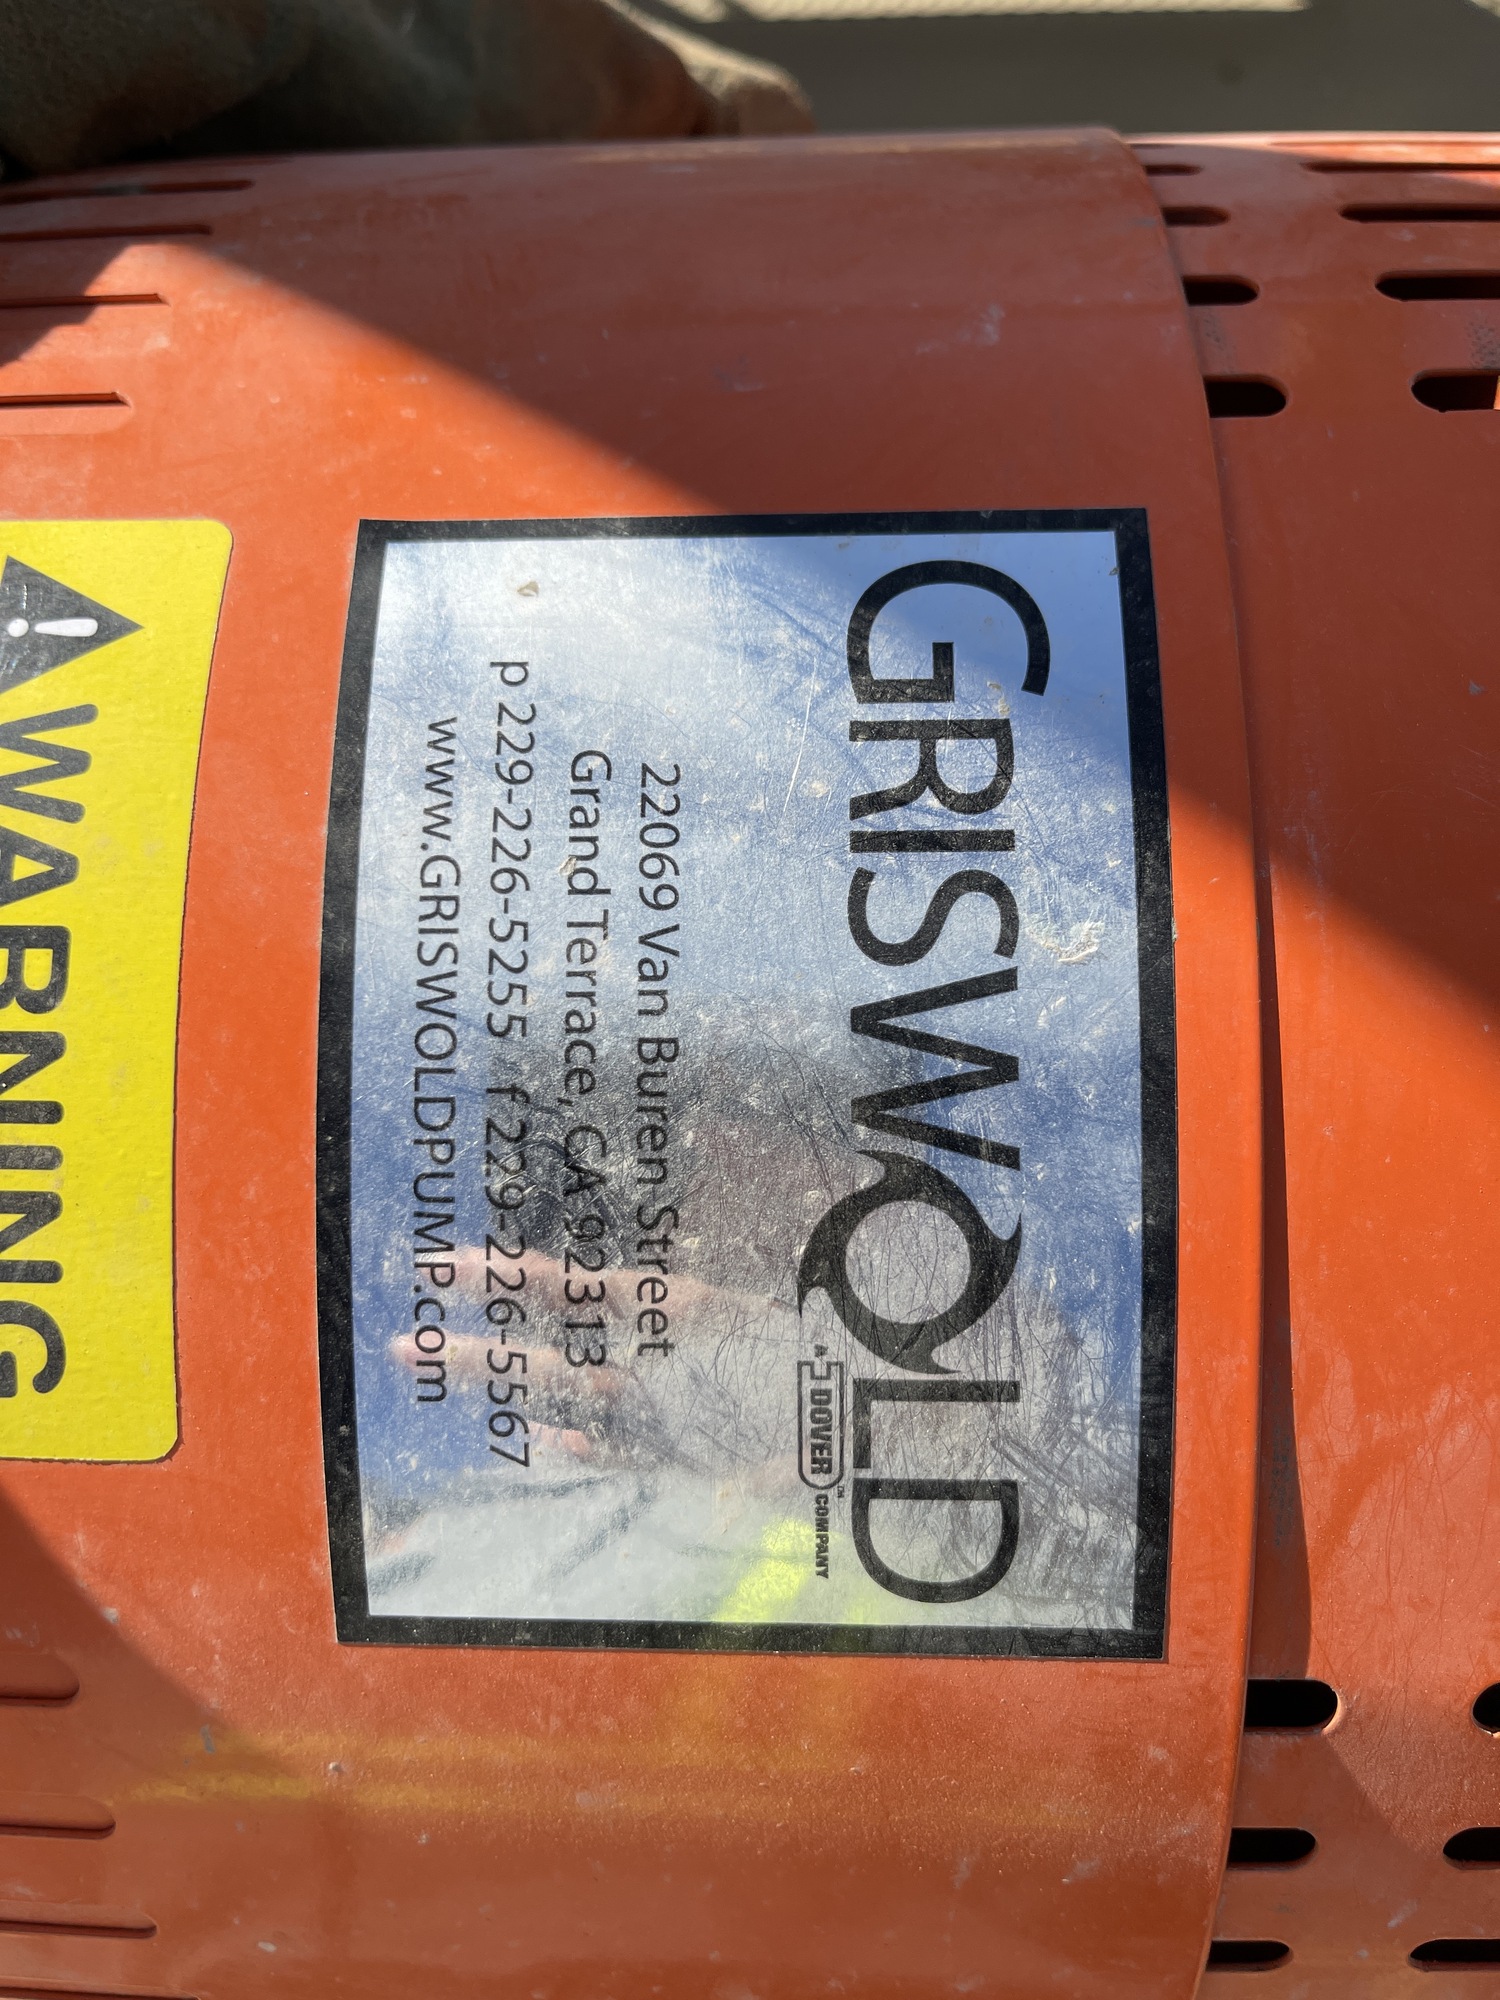 GRISWOLD
A DOVER™ COMPANY
22069 Van Buren Street
Grand Terrace, CA 92313
p 229-226-5255 f 229-226-5567
www.GRISWOLDPUMP.com
WARNING